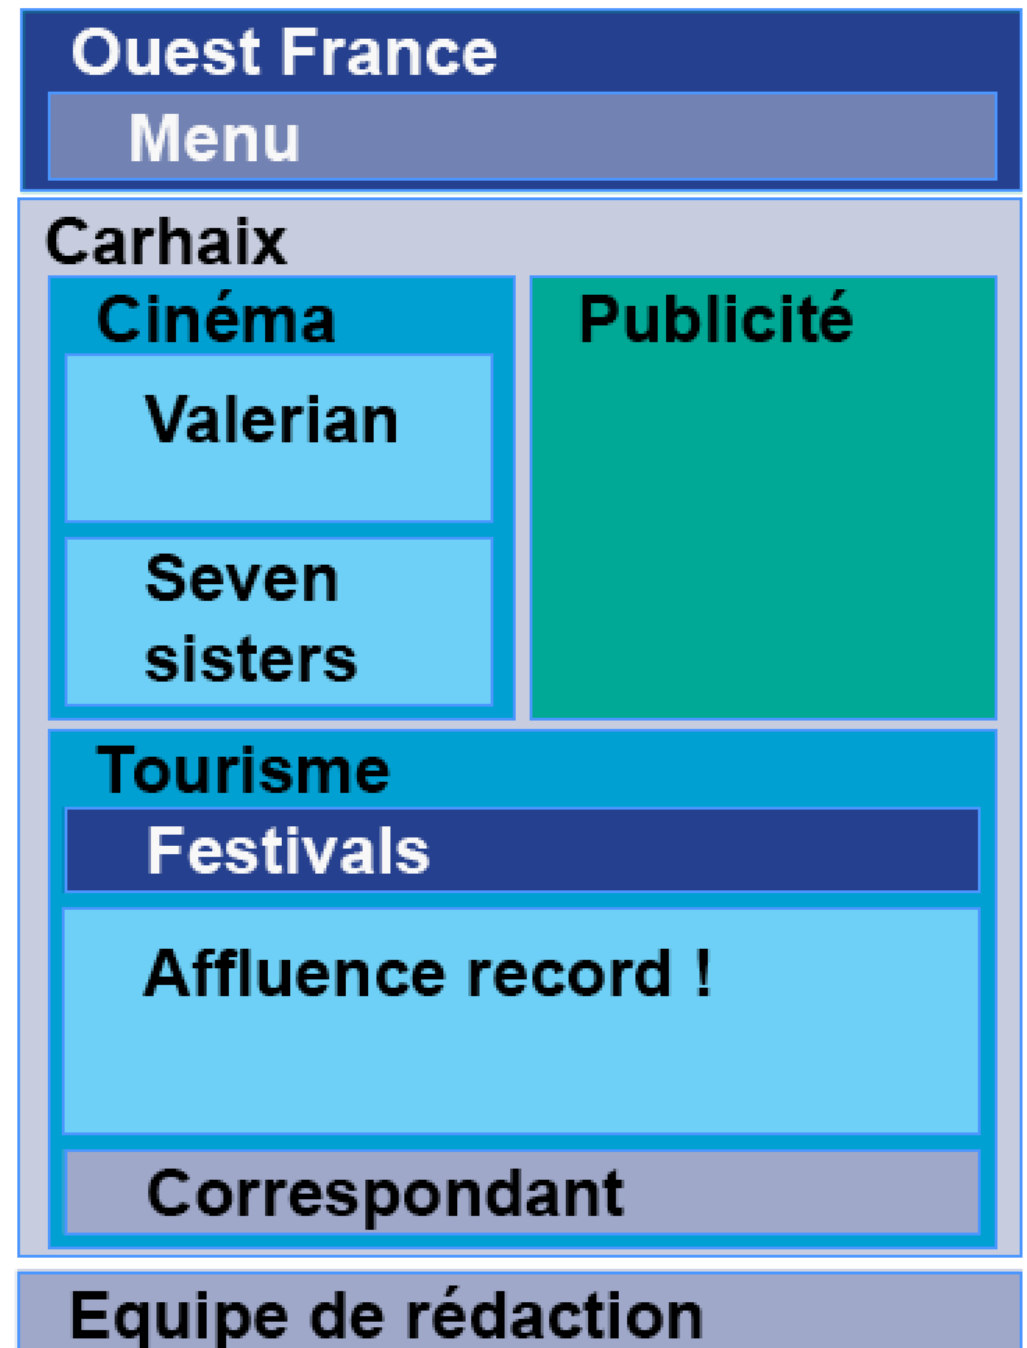 Ouest France
Menu
Carhaix
Cinéma
Valerian
Seven
sisters
Publicité
Tourisme
Festivals
Affluence record !
Correspondant
Equipe de rédaction